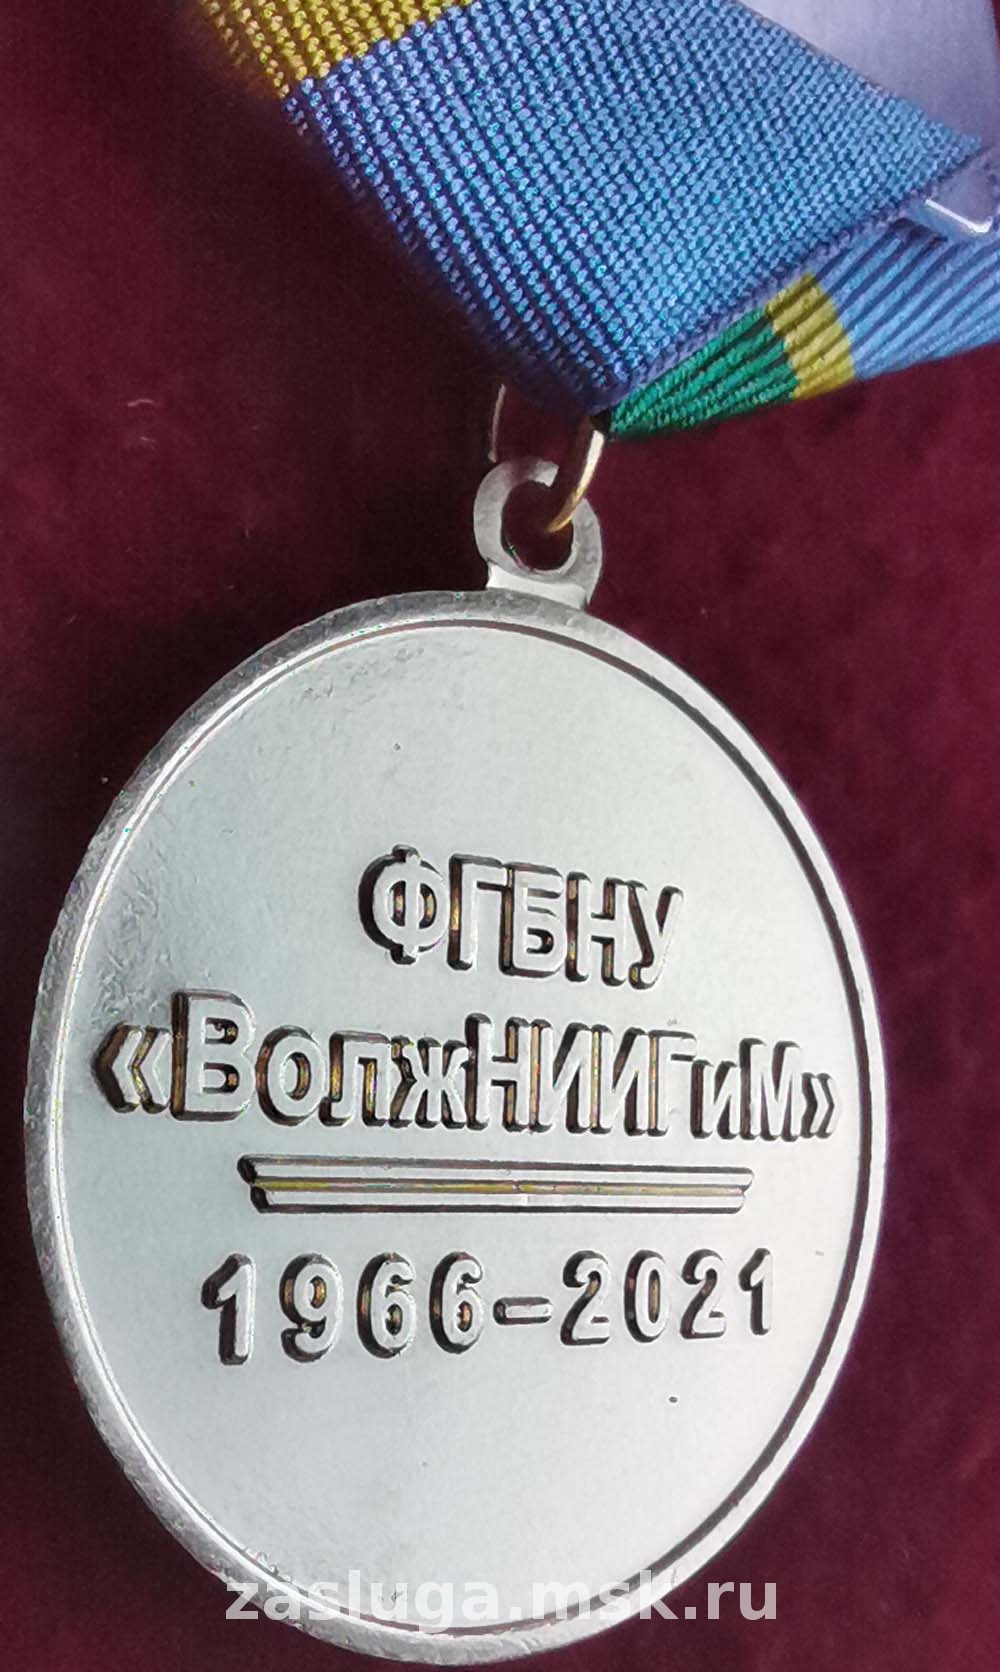 ФГБНУ
«ВолжНИИГиМ»
1966-2021
zasluga.msk.ru